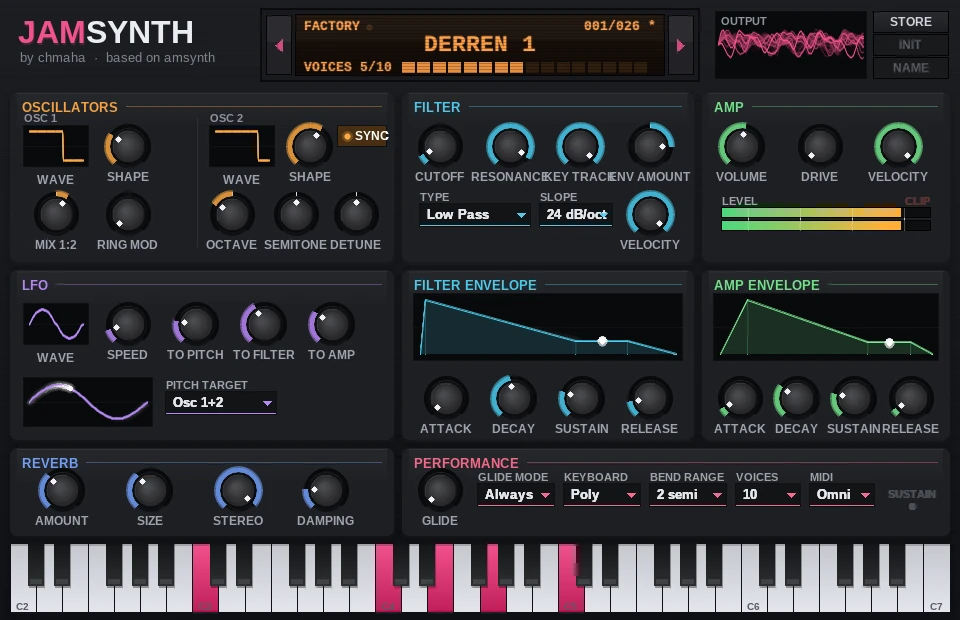 JAMSYNTH
by chmaha · based on amsynth
FACTORY
001/026 *
DERREN 1
VOICES 5/10
OUTPUT
STORE
INIT
NAME
OSCILLATORS
OSC 1
WAVE
SHAPE
OSC 2
WAVE
SHAPE
SYNC
MIX 1:2
RING MOD
OCTAVE
SEMITONE
DETUNE
FILTER
CUTOFF
RESONANCE
KEY TRACK
ENV AMOUNT
TYPE
Low Pass
SLOPE
24 dB/oct
VELOCITY
AMP
VOLUME
DRIVE
VELOCITY
LEVEL
CLIP
LFO
WAVE
SPEED
TO PITCH
TO FILTER
TO AMP
PITCH TARGET
Osc 1+2
FILTER ENVELOPE
ATTACK
DECAY
SUSTAIN
RELEASE
AMP ENVELOPE
ATTACK
DECAY
SUSTAIN
RELEASE
REVERB
AMOUNT
SIZE
STEREO
DAMPING
PERFORMANCE
GLIDE
GLIDE MODE
Always
KEYBOARD
Poly
BEND RANGE
2 semi
VOICES
10
MIDI
Omni
SUSTAIN
C2
C6
C7